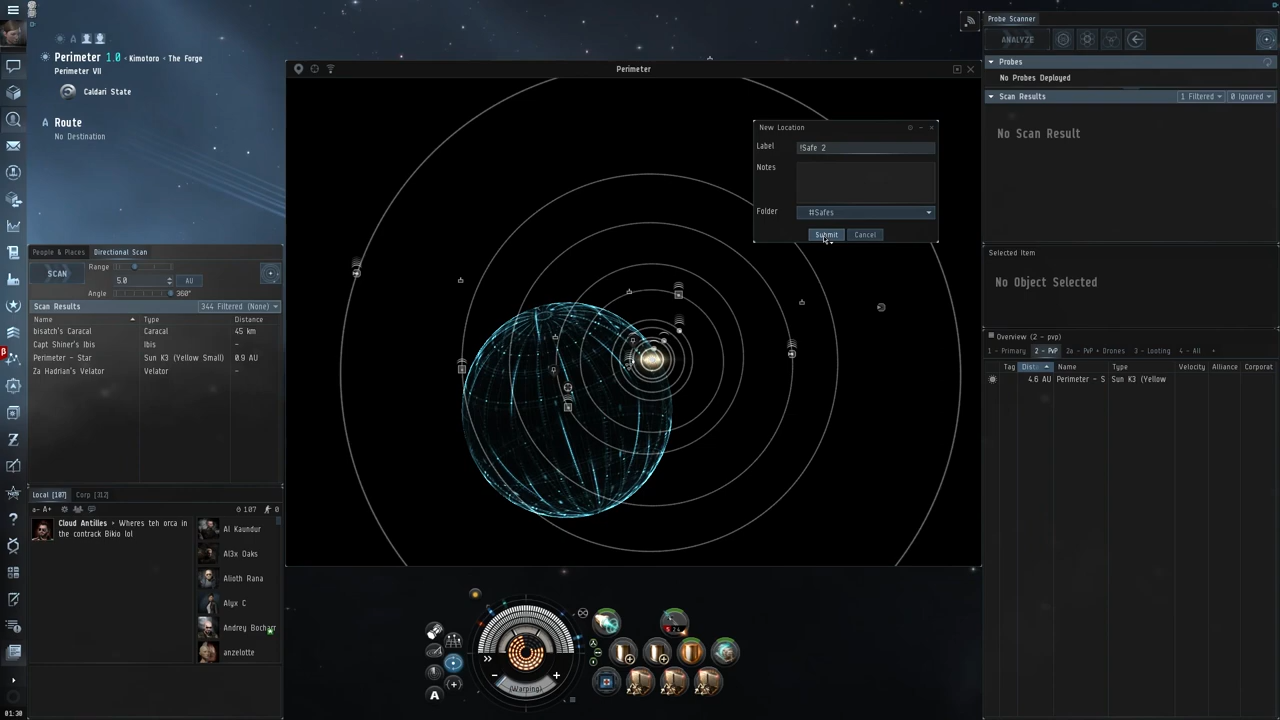 Perimeter 1.0 · Kimotoro · The Forge
Perimeter VII
Caldari State
A Route
No Destination
Perimeter
New Location
Label
!Safe 2
Notes
Folder
#Safes
Submit
Cancel
Probe Scanner
ANALYZE
Probes
No Probes Deployed
Scan Results
1 Filtered
0 Ignored
No Scan Result
Selected Item
No Object Selected
Overview (2 - pvp)
1 - Primary
2 - PvP
2a - PvP + Drones
3 - Looting
4 - All
+
Tag
Dist
Name
Type
Velocity
Alliance
Corporat
4.6 AU
Perimeter - S
Sun K3 (Yellow
People & Places
Directional Scan
SCAN
Range
5.0
AU
Angle
360°
Scan Results
344 Filtered (None)
Name
Type
Distance
bisatch's Caracal
Caracal
45 km
Capt Shiner's Ibis
Ibis
-
Perimeter - Star
Sun K3 (Yellow Small)
0.9 AU
Za Hadrian's Velator
Velator
-
Local [107]
Corp [312]
a- A+
107
0
Cloud Antilles > Wheres teh orca in
the contrack Bikio lol
Al Kaundur
Al3x Oaks
Alioth Rana
Alyx C
Andrey Bocharr
anzelotte
(Warping)
A
01:30